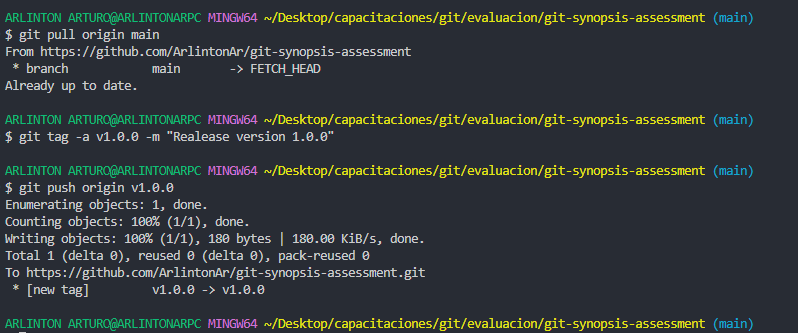 ARLINTON ARTURO@ARLINTONARPC MINGW64 ~/Desktop/capacitaciones/git/evaluacion/git-synopsis-assessment (main)
$ git pull origin main
From https://github.com/ArlintonAr/git-synopsis-assessment
 * branch            main       -> FETCH_HEAD
Already up to date.
ARLINTON ARTURO@ARLINTONARPC MINGW64 ~/Desktop/capacitaciones/git/evaluacion/git-synopsis-assessment (main)
$ git tag -a v1.0.0 -m "Realease version 1.0.0"
ARLINTON ARTURO@ARLINTONARPC MINGW64 ~/Desktop/capacitaciones/git/evaluacion/git-synopsis-assessment (main)
$ git push origin v1.0.0
Enumerating objects: 1, done.
Counting objects: 100% (1/1), done.
Writing objects: 100% (1/1), 180 bytes | 180.00 KiB/s, done.
Total 1 (delta 0), reused 0 (delta 0), pack-reused 0
To https://github.com/ArlintonAr/git-synopsis-assessment.git
 * [new tag]         v1.0.0 -> v1.0.0
ARLINTON ARTURO@ARLINTONARPC MINGW64 ~/Desktop/capacitaciones/git/evaluacion/git-synopsis-assessment (main)